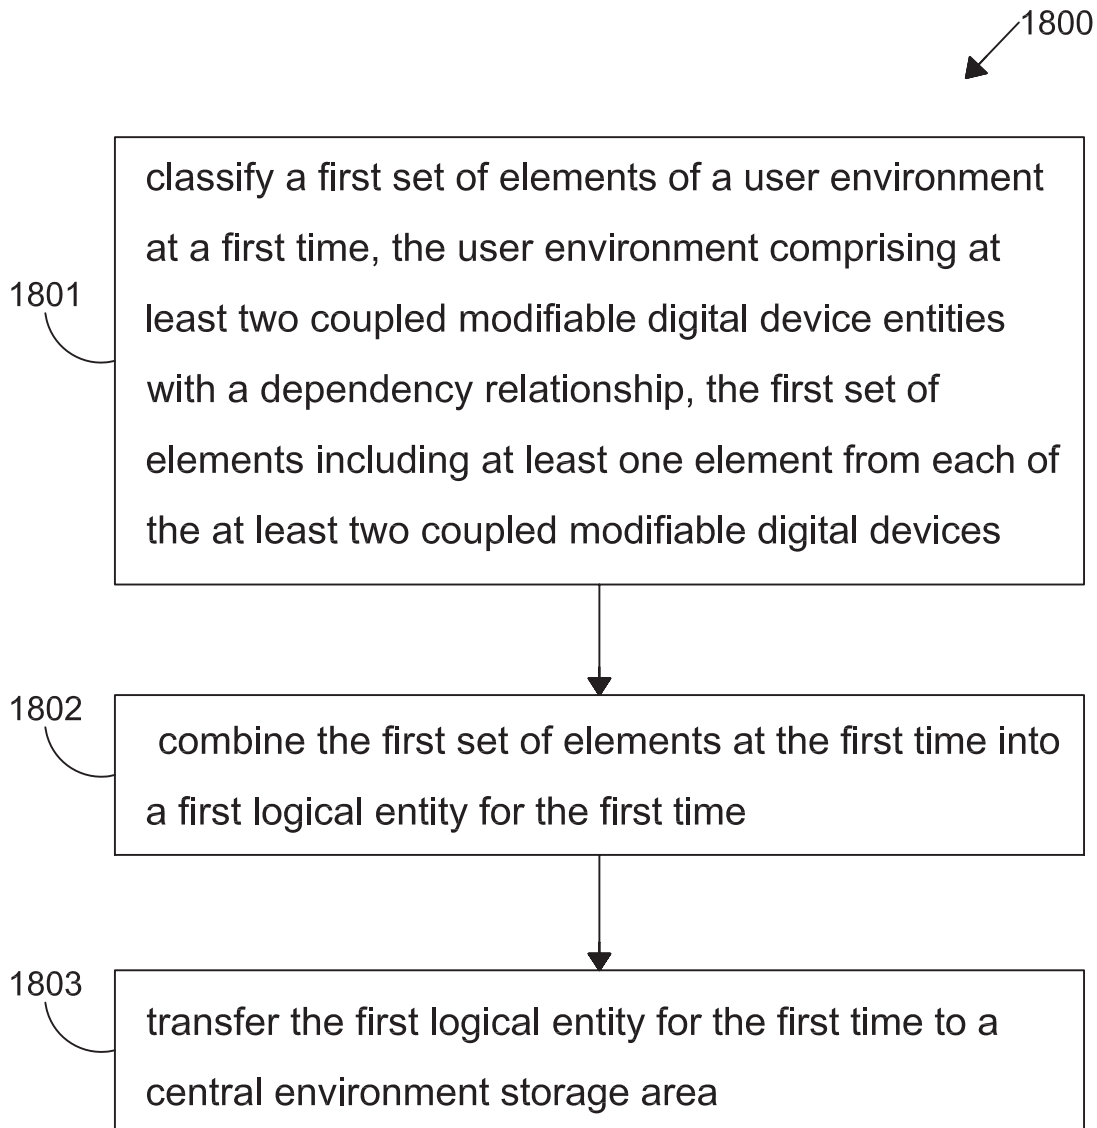 1800
1801
classify a first set of elements of a user environment
at a first time, the user environment comprising at
least two coupled modifiable digital device entities
with a dependency relationship, the first set of
elements including at least one element from each of
the at least two coupled modifiable digital devices
1802
combine the first set of elements at the first time into
a first logical entity for the first time
1803
transfer the first logical entity for the first time to a
central environment storage area